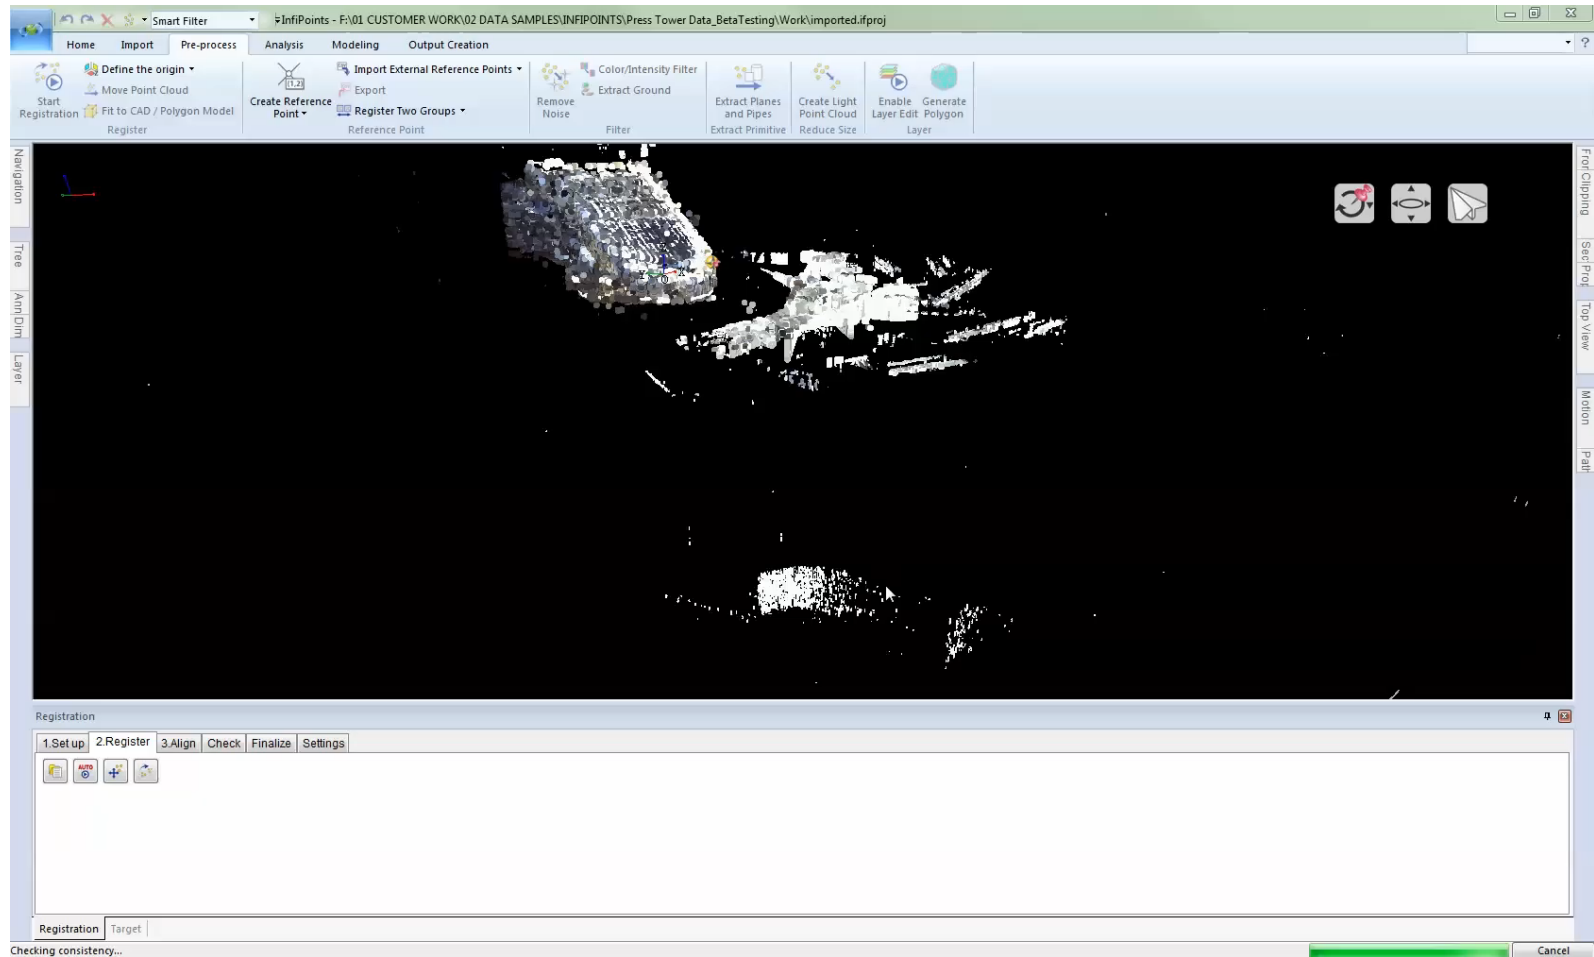 Smart Filter
InfiPoints - F:\01 CUSTOMER WORK\02 DATA SAMPLES\INFIPOINTS\Press Tower Data_BetaTesting\Work\imported.ifproj
Home Import Pre-process Analysis Modeling Output Creation
Start Registration
Define the origin
Move Point Cloud
Fit to CAD / Polygon Model
Register
Create Reference Point
(1,2)
Import External Reference Points
Export
Register Two Groups
Reference Point
Remove Noise
Color/Intensity Filter
Extract Ground
Filter
Extract Planes and Pipes
Extract Primitive
Create Light Point Cloud
Reduce Size
Enable Layer Edit
Generate Polygon
Layer
?
Navigation
Tree
Ann Dim
Layer
Y X
Clipping
Sec Prop
Top View
Motion
Path
Registration
1.Set up 2.Register 3.Align Check Finalize Settings
AUTO
Registration Target
Checking consistency...
Cancel